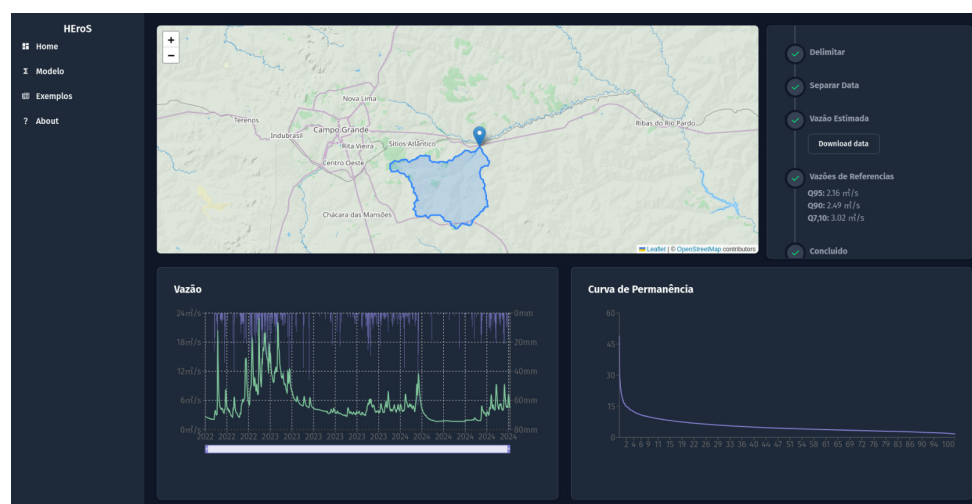 HEroS
Home
Σ Modelo
Exemplos
? About
+
−
Nova Lima
Terenos
Campo Grande
Indubrasil
Rita Vieira
Sítios Atlântico
Ribas do Rio Pardo
Centro Oeste
Chácara das Mansões
Leaflet | © OpenStreetMap contributors
Delimitar
Separar Data
Vazão Estimada
Download data
Vazões de Referencias
Q95: 2.16 m³/s
Q90: 2.49 m³/s
Q7,10: 3.02 m³/s
Concluído
Vazão
24m³/s
18m³/s
12m³/s
6m³/s
0m³/s
0mm
20mm
40mm
60mm
80mm
2022 2022 2022 2023 2023 2023 2023 2023 2023 2024 2024 2024 2024 2024 2024
Curva de Permanência
60
45
30
15
0
2 4 6 9 11 15 19 22 26 29 33 36 40 44 47 51 54 58 61 65 69 72 76 79 83 86 90 94 100